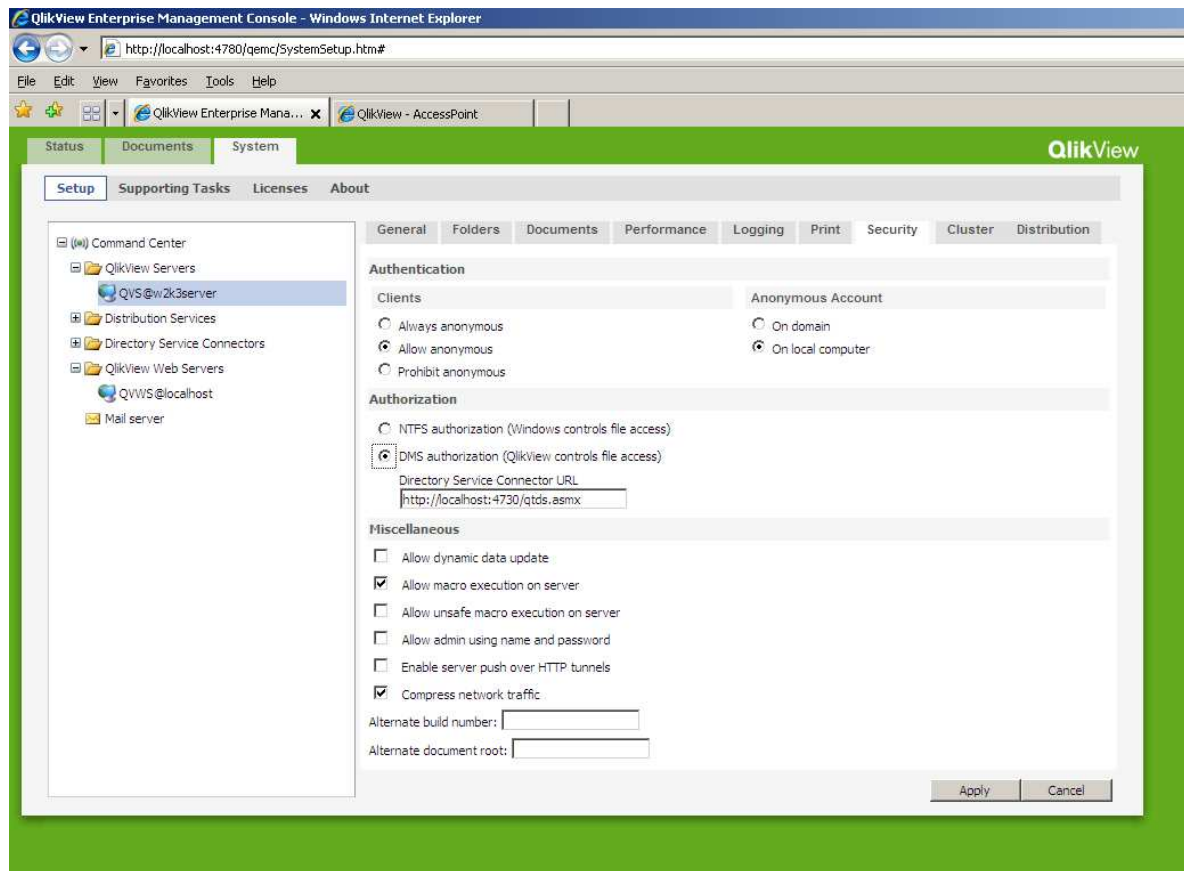 QlikView Enterprise Management Console - Windows Internet Explorer
http://localhost:4780/qemc/SystemSetup.htm#
File Edit View Favorites Tools Help
QlikView Enterprise Mana... QlikView - AccessPoint
Status Documents System
QlikView
Setup Supporting Tasks Licenses About
Command Center
QlikView Servers
QVS@w2k3server
Distribution Services
Directory Service Connectors
QlikView Web Servers
QVWS@localhost
Mail server
General Folders Documents Performance Logging Print Security Cluster Distribution
Authentication
Clients
Always anonymous
Allow anonymous
Prohibit anonymous
Anonymous Account
On domain
On local computer
Authorization
NTFS authorization (Windows controls file access)
DMS authorization (QlikView controls file access)
Directory Service Connector URL
http://localhost:4730/qtds.asmx
Miscellaneous
Allow dynamic data update
Allow macro execution on server
Allow unsafe macro execution on server
Allow admin using name and password
Enable server push over HTTP tunnels
Compress network traffic
Alternate build number:
Alternate document root:
Apply Cancel